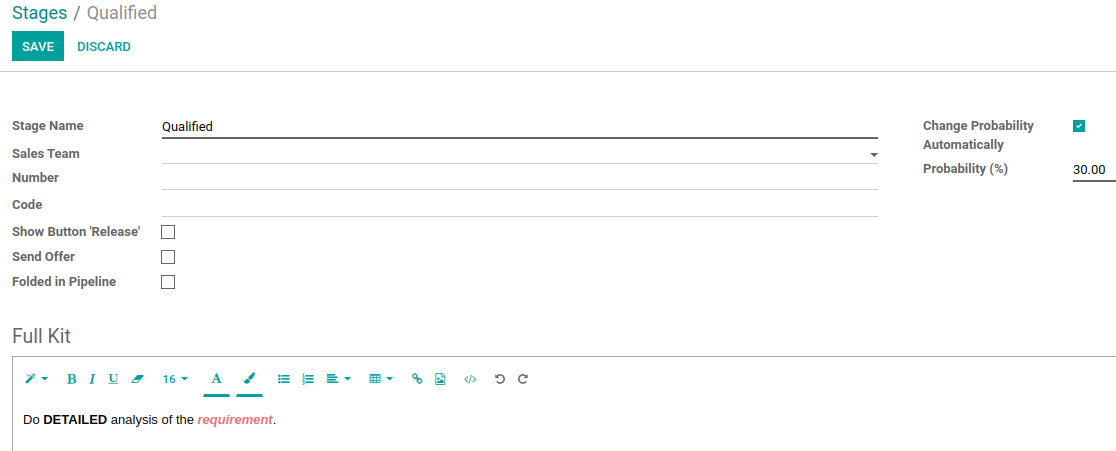 Stages / Qualified
SAVE DISCARD
Stage Name Qualified
Sales Team
Number
Code
Show Button 'Release'
Send Offer
Folded in Pipeline
Change Probability
Automatically
Probability (%) 30.00
Full Kit
B I U 16 A </>
Do DETAILED analysis of the requirement.